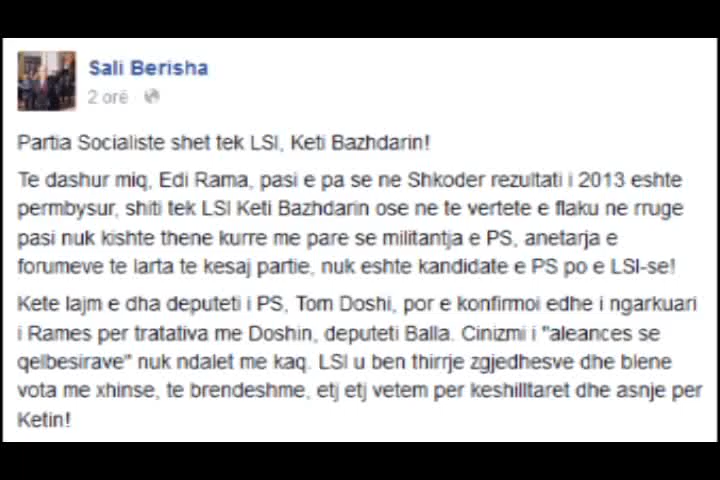 Sali Berisha
2 orë
Partia Socialiste shet tek LSI, Keti Bazhdarin!
Te dashur miq, Edi Rama, pasi e pa se ne Shkoder rezultati i 2013 eshte
permbysur, shiti tek LSI Keti Bazhdarin ose ne te vertete e flaku ne rruge
pasi nuk kishte thene kurre me pare se militantja e PS, anetarja e
forumeve te larta te kesaj partie, nuk eshte kandidate e PS po e LSI-se!
Kete lajm e dha deputeti i PS, Tom Doshi, por e konfirmoi edhe i ngarkuari
i Rames per tratativa me Doshin, deputeti Balla. Cinizmi i "aleances se
qelbesirave" nuk ndalet me kaq. LSI u ben thirrje zgjedhesve dhe blene
vota me xhinse, te brendeshme, etj etj vetem per keshilltaret dhe asnje per
Ketin!